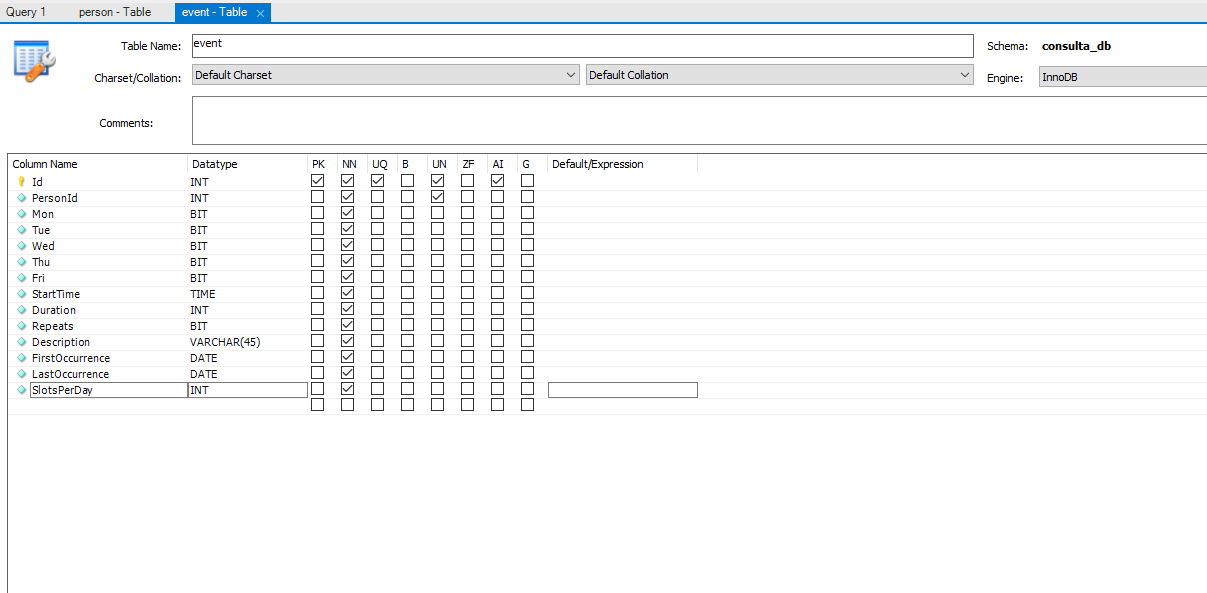 Query 1 person - Table event - Table
Table Name: event Schema: consulta_db
Charset/Collation: Default Charset Default Collation Engine: InnoDB
Comments:
Column Name Datatype PK NN UQ B UN ZF AI G Default/Expression
Id INT
PersonId INT
Mon BIT
Tue BIT
Wed BIT
Thu BIT
Fri BIT
StartTime TIME
Duration INT
Repeats BIT
Description VARCHAR(45)
FirstOccurrence DATE
LastOccurrence DATE
SlotsPerDay INT